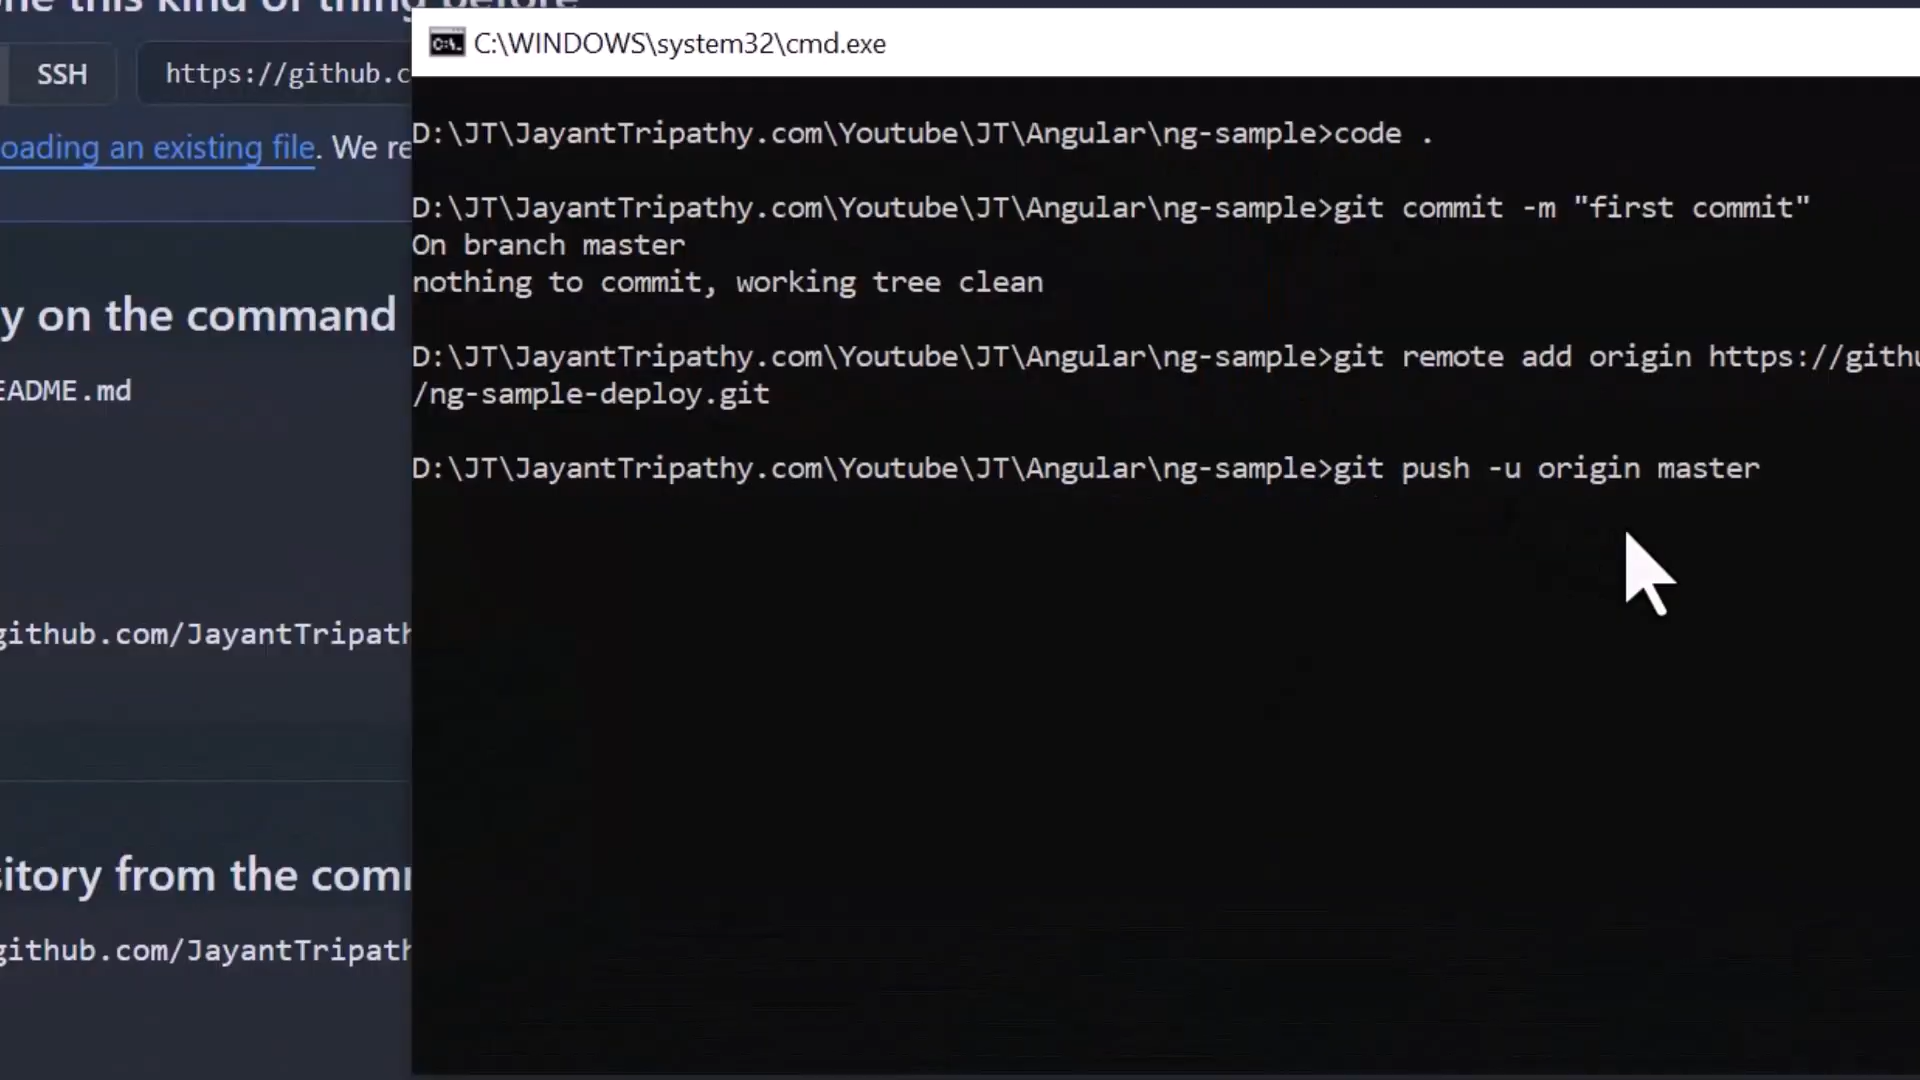 C:\WINDOWS\system32\cmd.exe
SSH
https://github.c
oading an existing file. We re
y on the command
EADME.md
github.com/JayantTripath
sitory from the com
github.com/JayantTripath
D:\JT\JayantTripathy.com\Youtube\JT\Angular\ng-sample>code .
D:\JT\JayantTripathy.com\Youtube\JT\Angular\ng-sample>git commit -m "first commit"
On branch master
nothing to commit, working tree clean
D:\JT\JayantTripathy.com\Youtube\JT\Angular\ng-sample>git remote add origin https://githu
/ng-sample-deploy.git
D:\JT\JayantTripathy.com\Youtube\JT\Angular\ng-sample>git push -u origin master